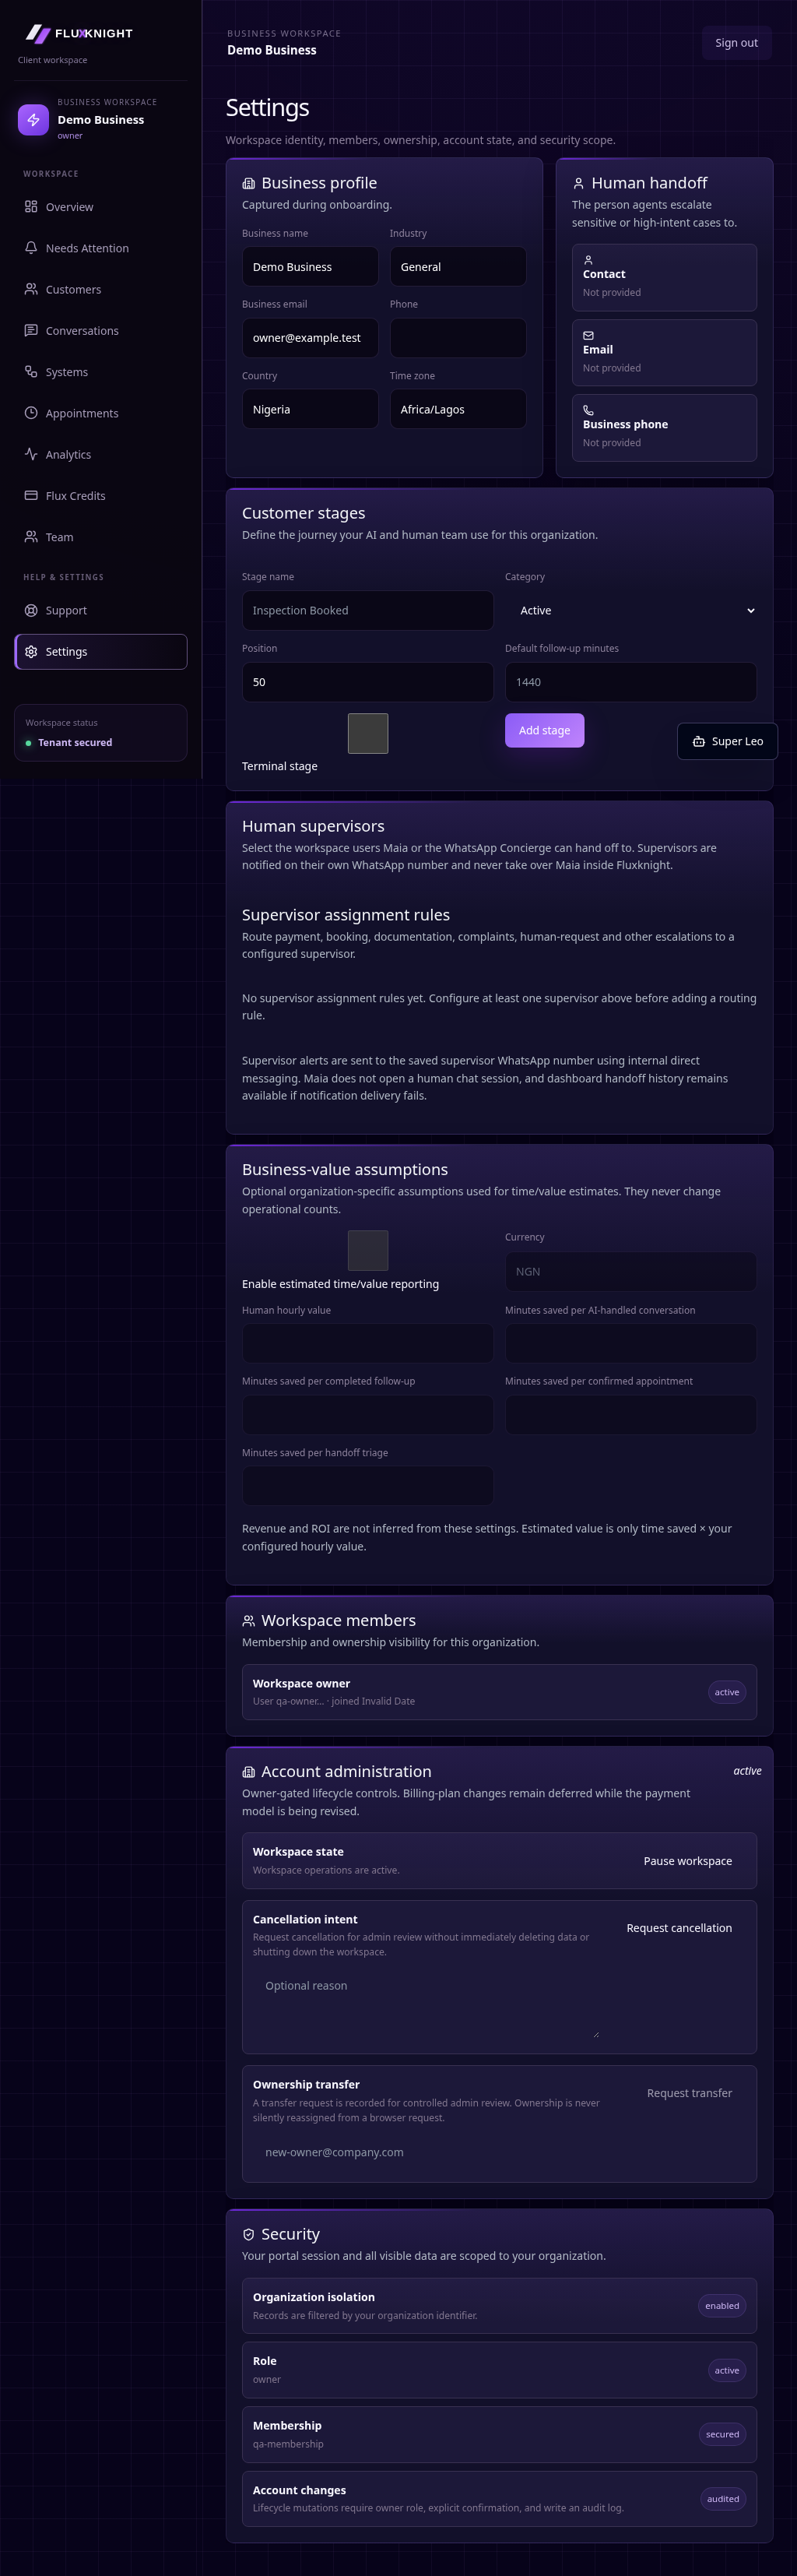 FLUXKNIGHT
Client workspace
BUSINESS WORKSPACE
Demo Business
owner
WORKSPACE
Overview
Needs Attention
Customers
Conversations
Systems
Appointments
Analytics
Flux Credits
Team
HELP & SETTINGS
Support
Settings
Workspace status
Tenant secured
BUSINESS WORKSPACE
Demo Business
Sign out
Settings
Workspace identity, members, ownership, account state, and security scope.
Business profile
Captured during onboarding.
Business name
Industry
Demo Business
General
Business email
Phone
owner@example.test
Country
Time zone
Nigeria
Africa/Lagos
Human handoff
The person agents escalate
sensitive or high-intent cases to.
Contact
Not provided
Email
Not provided
Business phone
Not provided
Customer stages
Define the journey your AI and human team use for this organization.
Stage name
Category
Inspection Booked
Active
Position
Default follow-up minutes
50
1440
Terminal stage
Add stage
Super Leo
Human supervisors
Select the workspace users Maia or the WhatsApp Concierge can hand off to. Supervisors are
notified on their own WhatsApp number and never take over Maia inside Fluxknight.
Supervisor assignment rules
Route payment, booking, documentation, complaints, human-request and other escalations to a
configured supervisor.
No supervisor assignment rules yet. Configure at least one supervisor above before adding a routing
rule.
Supervisor alerts are sent to the saved supervisor WhatsApp number using internal direct
messaging. Maia does not open a human chat session, and dashboard handoff history remains
available if notification delivery fails.
Business-value assumptions
Optional organization-specific assumptions used for time/value estimates. They never change
operational counts.
Enable estimated time/value reporting
Currency
NGN
Human hourly value
Minutes saved per AI-handled conversation
Minutes saved per completed follow-up
Minutes saved per confirmed appointment
Minutes saved per handoff triage
Revenue and ROI are not inferred from these settings. Estimated value is only time saved × your
configured hourly value.
Workspace members
Membership and ownership visibility for this organization.
Workspace owner
User qa-owner... · joined Invalid Date
active
Account administration
active
Owner-gated lifecycle controls. Billing-plan changes remain deferred while the payment
model is being revised.
Workspace state
Workspace operations are active.
Pause workspace
Cancellation intent
Request cancellation for admin review without immediately deleting data or
shutting down the workspace.
Request cancellation
Optional reason
Ownership transfer
A transfer request is recorded for controlled admin review. Ownership is never
silently reassigned from a browser request.
Request transfer
new-owner@company.com
Security
Your portal session and all visible data are scoped to your organization.
Organization isolation
Records are filtered by your organization identifier.
enabled
Role
owner
active
Membership
qa-membership
secured
Account changes
Lifecycle mutations require owner role, explicit confirmation, and write an audit log.
audited